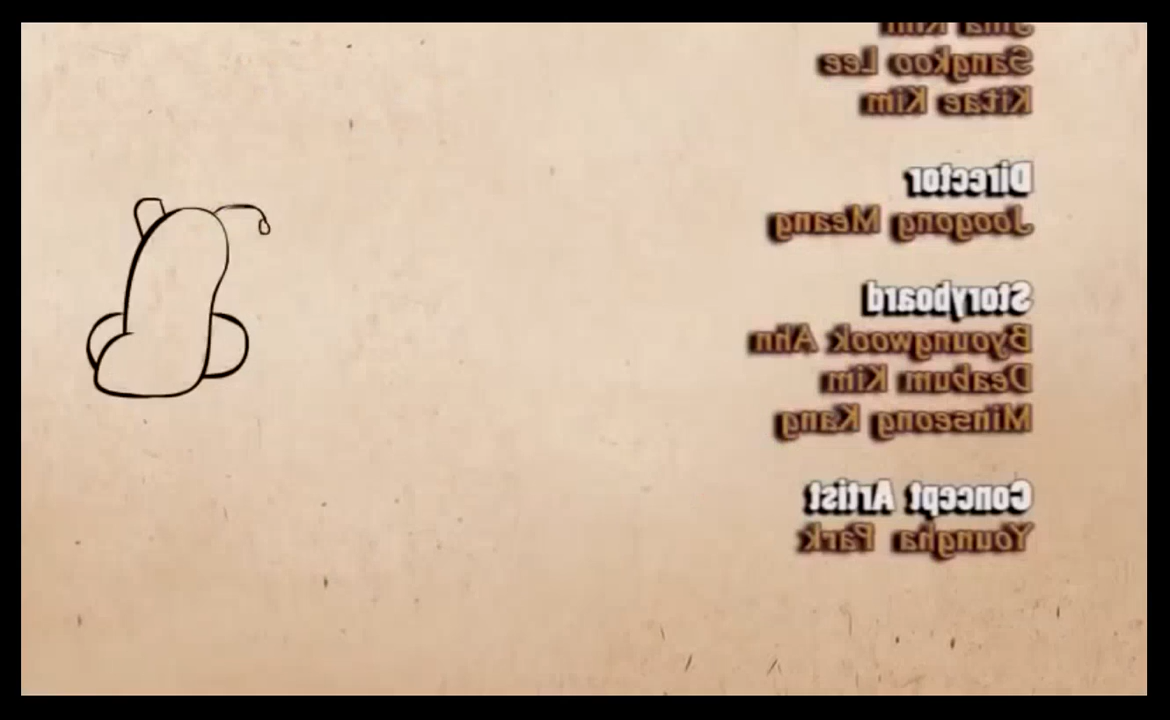 Sangkoo Lee
Kitae Kim
Director
Joogong Meang
Storyboard
Byoungwook Ahn
Deabum Kim
Minseong Kang
Concept Artist
Youngha Park